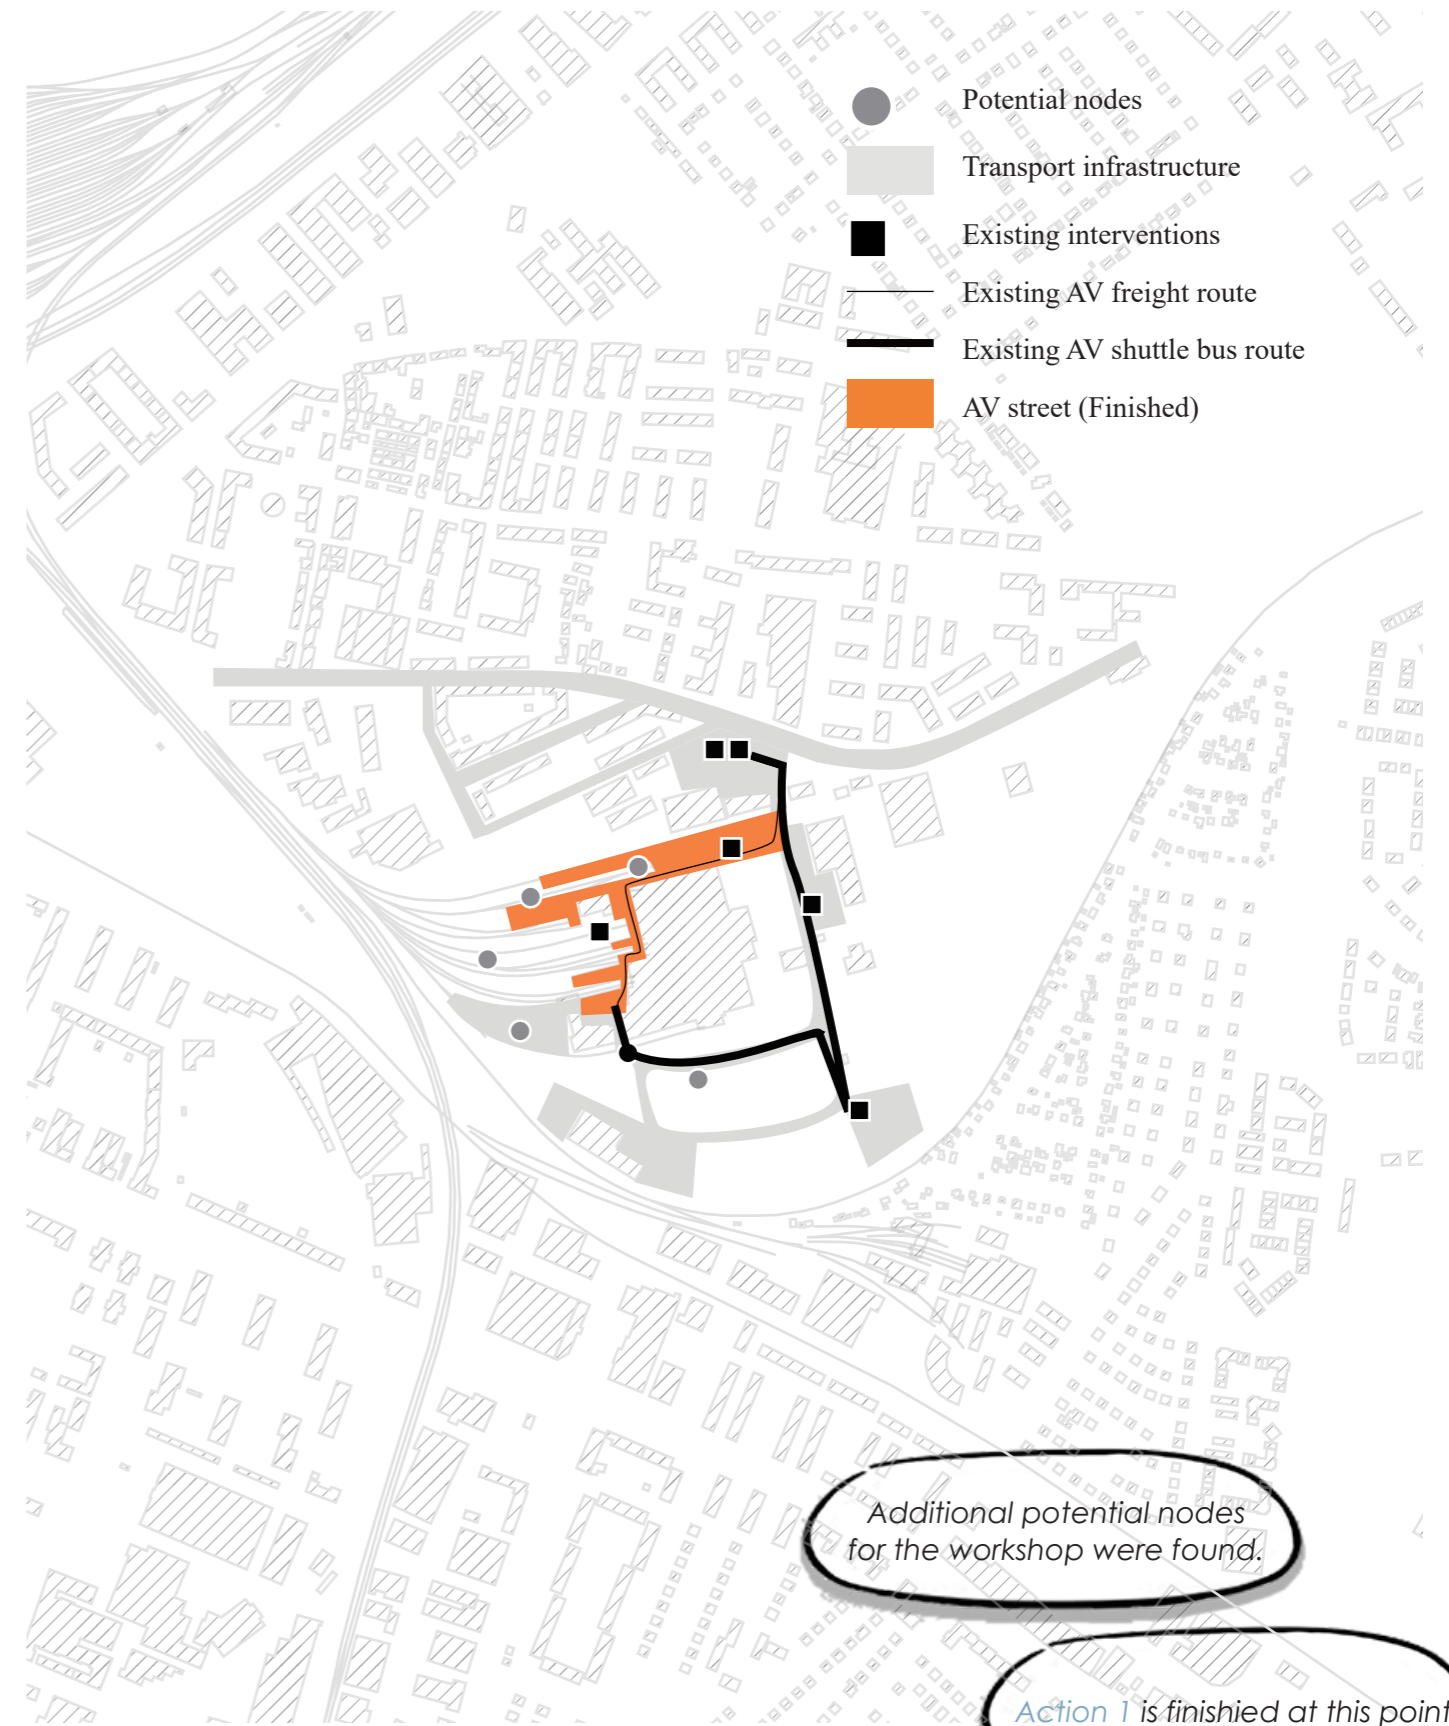 Potential nodes
Transport infrastructure
Existing interventions
Existing AV freight route
Existing AV shuttle bus route
AV street (Finished)
Additional potential nodes
for the workshop were found.
Action 1 is finishied at this point